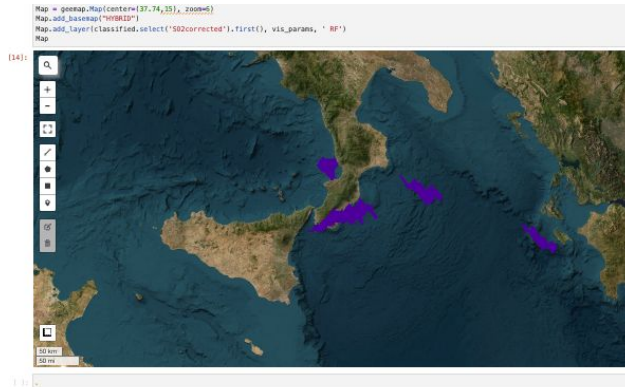 Map = geemap.Map(center=(37.74,15), zoom=6)
Map.add_basemap("HYBRID")
Map.add_layer(classified.select('SO2corrected').first(), vis_params, ' RF')
Map
[14]:
+
-
50 km
50 mi
[ ]: